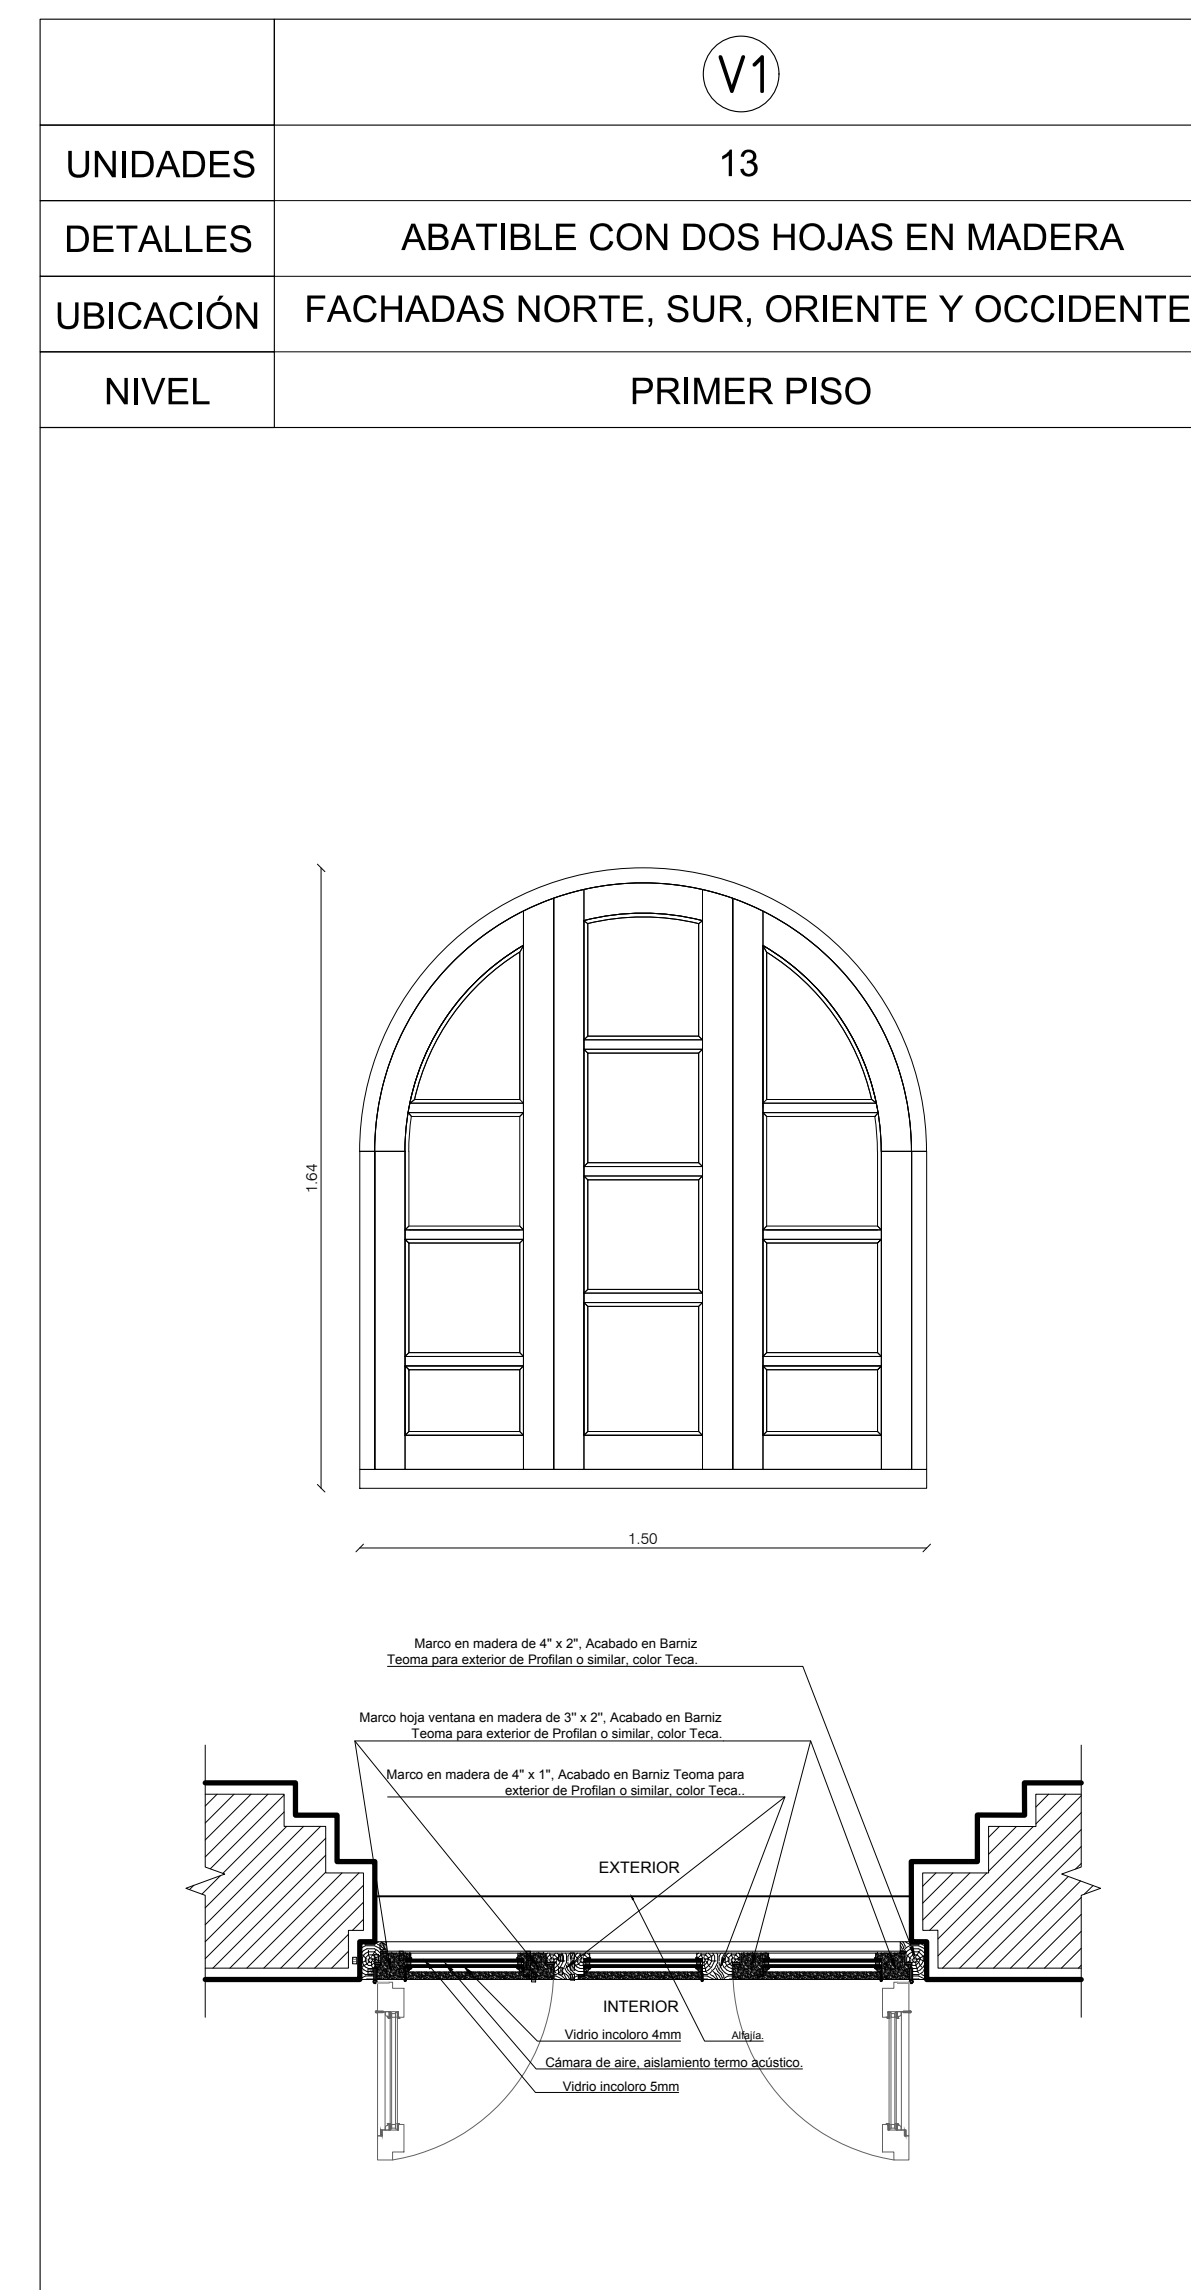 V1
UNIDADES 13
DETALLES ABATIBLE CON DOS HOJAS EN MADERA
UBICACIÓN FACHADAS NORTE, SUR, ORIENTE Y OCCIDENTE
NIVEL PRIMER PISO
1.64
1.50
Marco en madera de 4" x 2", Acabado en Barniz
Teoma para exterior de Profilan o similar, color Teca.
Marco hoja ventana en madera de 3" x 2", Acabado en Barniz
Teoma para exterior de Profilan o similar, color Teca.
Marco en madera de 4" x 1", Acabado en Barniz Teoma para
exterior de Profilan o similar, color Teca..
EXTERIOR
INTERIOR
Vidrio incoloro 4mm
Alfajía.
Cámara de aire, aislamiento termo acústico.
Vidrio incoloro 5mm